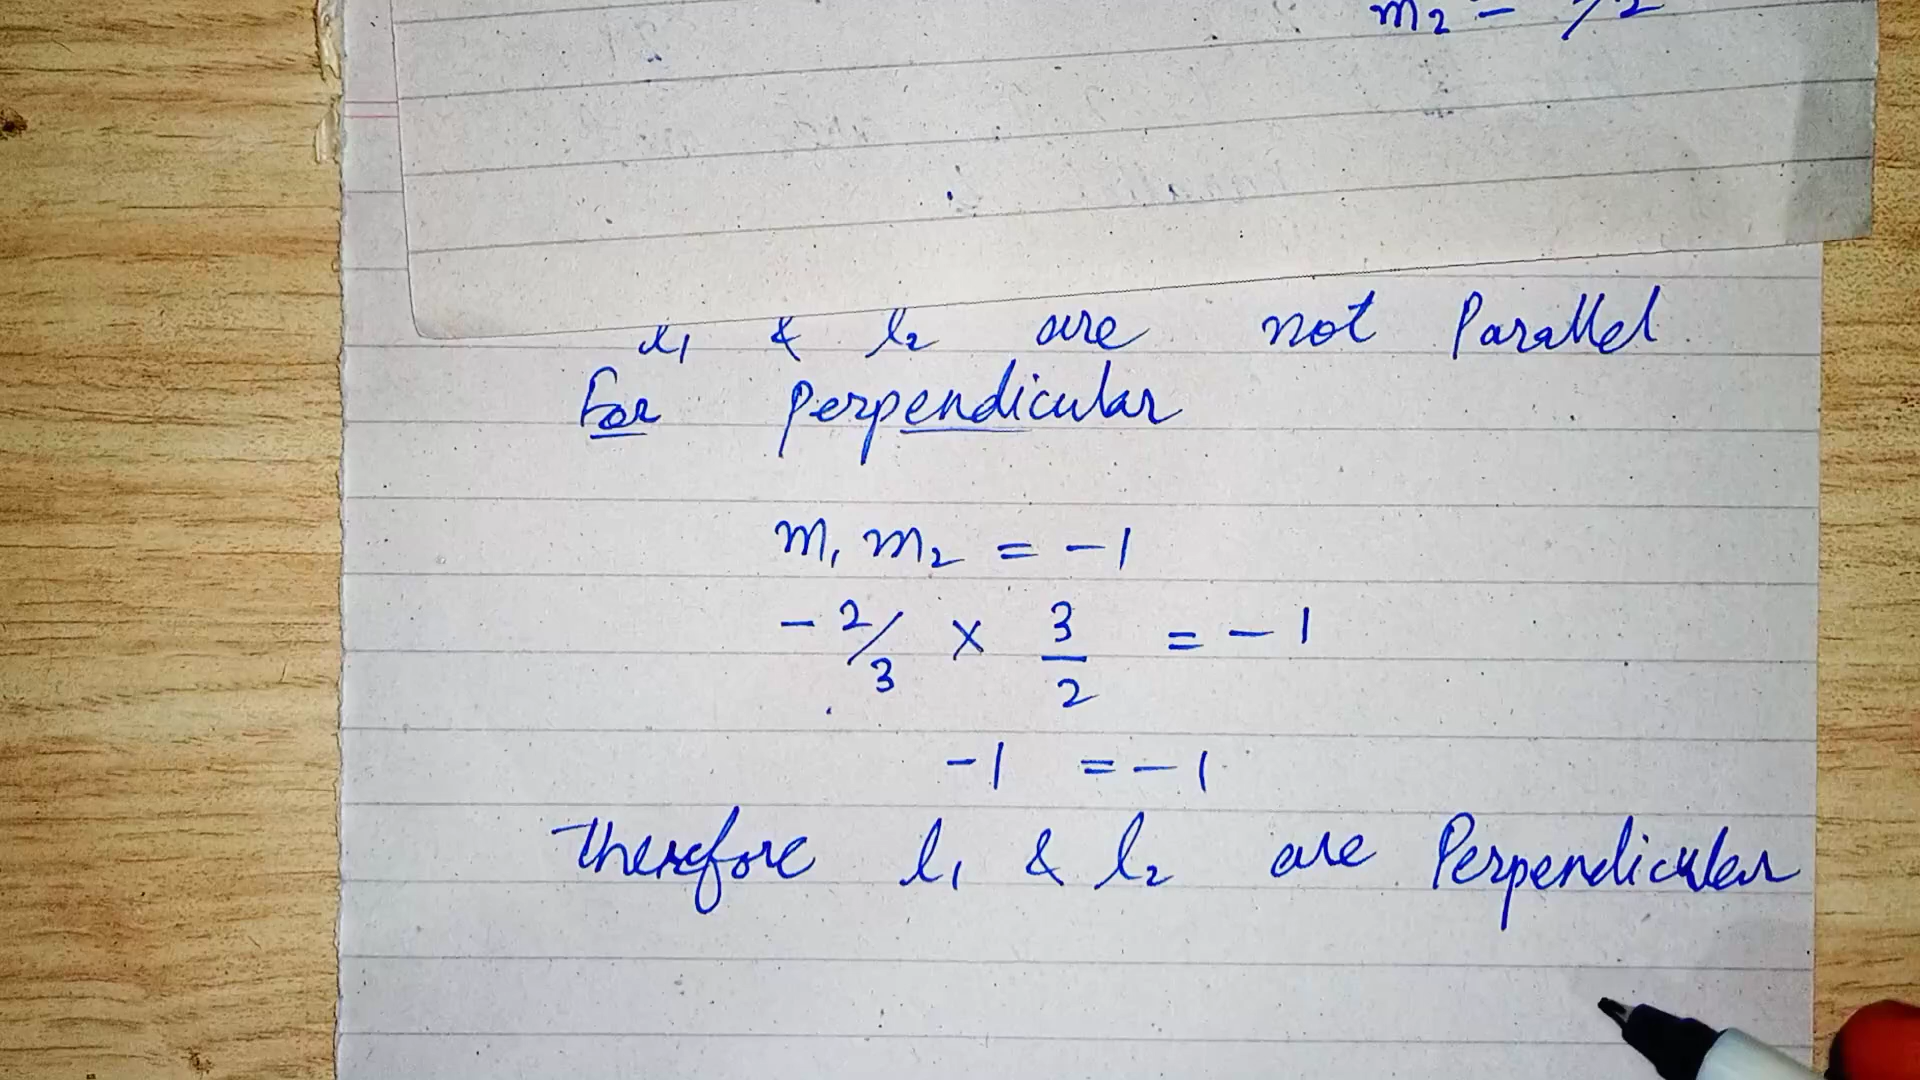 m₂ =
l₁ & l₂ are not Parallel
For perpendicular
m₁ m₂ = -1
-2/3 × 3/2 = -1
-1 = -1
Therefore l₁ & l₂ are Perpendicular